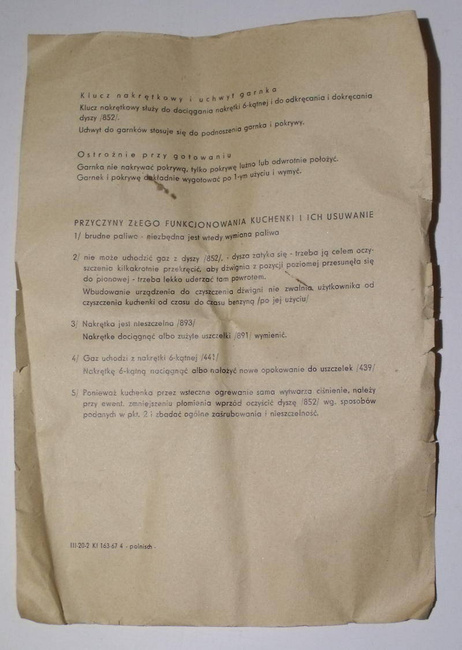 Klucz nakrętkowy i uchwyt garnka
Klucz nakrętkowy służy do dociągania nakrętki 6-kątnej i do odkręcania i dokręcania
dyszy /852/.
Uchwyt do garnków stosuje się do podnoszenia garnka i pokrywy.
Ostrożnie przy gotowaniu
Garnka nie nakrywać pokrywą, tylko pokrywę luźno lub odwrotnie położyć.
Garnek i pokrywę dokładnie wygotować po 1-ym użyciu i wymyć.
PRZYCZYNY ZŁEGO FUNKCJONOWANIA KUCHENKI I ICH USUWANIE
1/ brudne paliwo - niezbędna jest wtedy wymiana paliwa
2/ nie może uchodzić gaz z dyszy /852/. - dysza zatyka się - trzeba ją celem oczy-
szczenia kilkakrotnie przekręcić, aby dźwignia z pozycji poziomej przesunęła się
do pionowej - trzeba lekko uderzać tam powrotem.
Wbudowanie urządzenia do czyszczenia dźwigni nie zwalnia użytkownika od
czyszczenia kuchenki od czasu do czasu benzyną /po jej użyciu/
3/ Nakrętka jest nieszczelna /893/
Nakrętkę dociągnąć albo zużyte uszczelki /891/ wymienić.
4/ Gaz uchodzi z nakrętki 6-kątnej /441/
Nakrętkę 6-kątną naciągnąć albo nałożyć nowe opakowanie do uszczelek /439/
5/ Ponieważ kuchenka przez wsteczne ogrewanie sama wytwarza ciśnienie, należy
przy ewent. zmniejszeniu płomienia wprzód oczyścić dyszę /852/ wg. sposobów
podanych w pkt. 2 i zbadać ogólne zaśrubowania i nieszczelność.
III-20-2 Kf 163-67 4 - polnisch